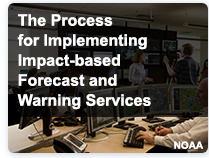 The Process
for Implementing
Impact-based
Forecast and
Warning Services
NOAA